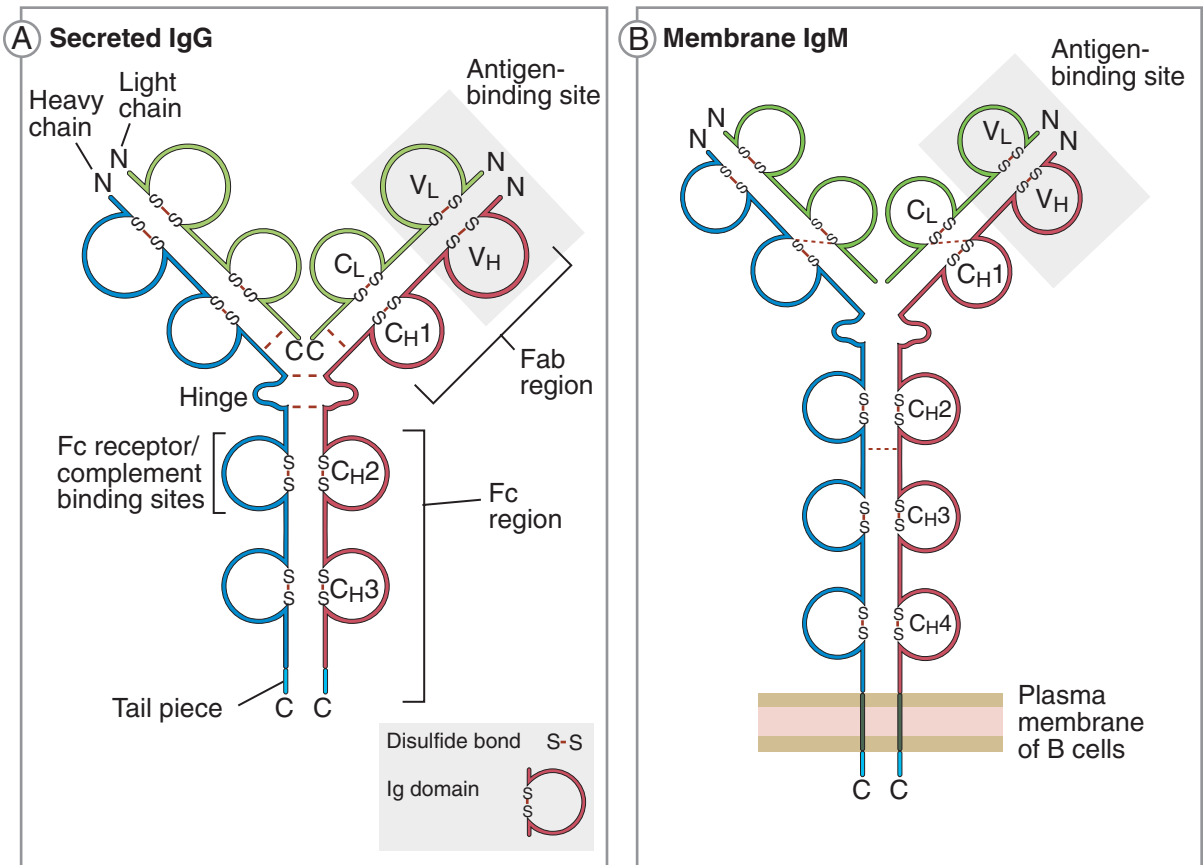 A Secreted IgG
Light
chain
Heavy
chain
Antigen-
binding site
N
N
N
N
VL
VH
S S
S S
S S
S S
CL
CH1
S S
S S
S S
S S
C C
Fab
region
Hinge
Fc receptor/
complement
binding sites
S S
S S
CH2
Fc
region
S S
S S
CH3
Tail piece
C C
Disulfide bond S-S
Ig domain
S
S
B Membrane IgM
Antigen-
binding site
N
N
N
N
VL
VH
S S
S S
S S
S S
CL
CH1
S S
S S
S S
S S
CH2
S S
S S
CH3
S S
S S
CH4
S S
S S
Plasma
membrane
of B cells
C C